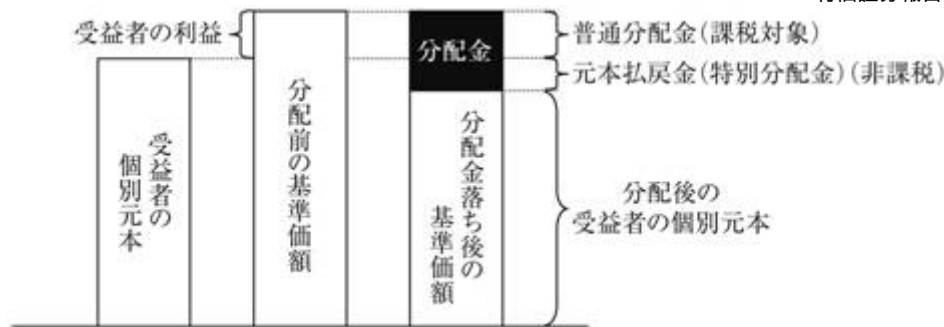 受益者の利益
分配金
普通分配金(課税対象)
元本払戻金(特別分配金)(非課税)
受益者の
個別元本
分配前の基準価額
分配金落ち後の
基準価額
分配後の
受益者の個別元本